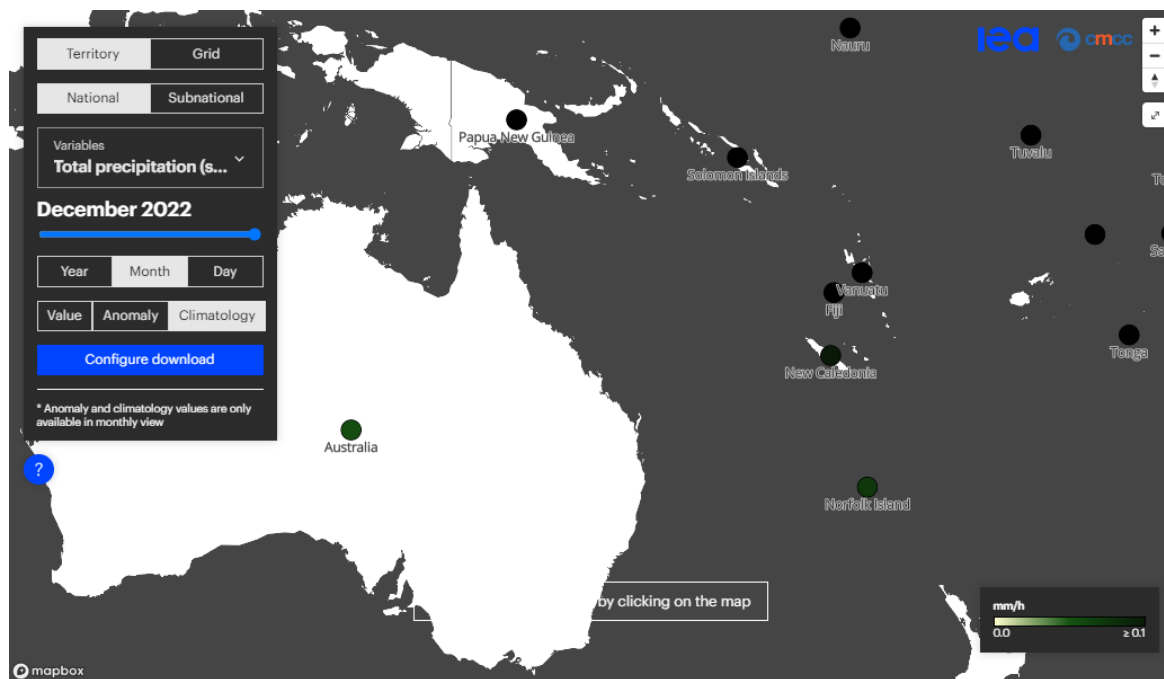 Territory
Grid
National
Subnational
Variables
Total precipitation (s...
December 2022
Year
Month
Day
Value
Anomaly
Climatology
Configure download
* Anomaly and climatology values are only
available in monthly view
?
iea
cmcc
Nauru
Papua New Guinea
Solomon Islands
Tuvalu
Vanuatu
Fiji
New Caledonia
Tonga
Australia
Norfolk Island
by clicking on the map
mm/h
0.0
≥ 0.1
mapbox